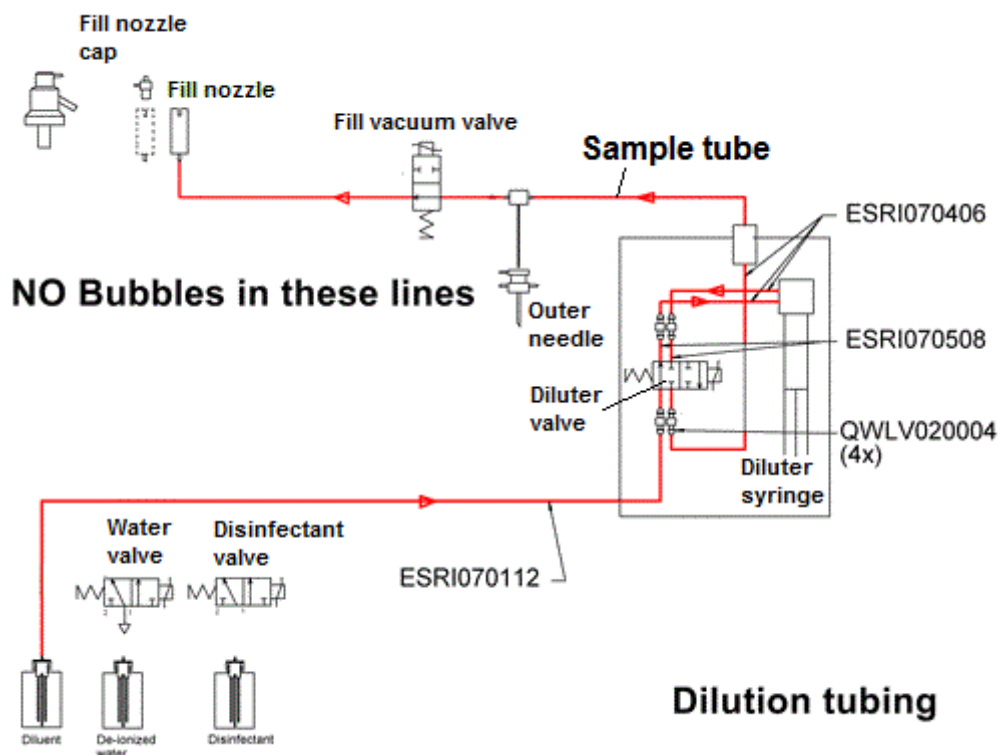 Fill nozzle
cap
Fill nozzle
Fill vacuum valve
Sample tube
ESRI070406
NO Bubbles in these lines
Outer
needle
ESRI070508
Diluter
valve
QWLV020004
(4x)
Diluter
syringe
Water
valve
Disinfectant
valve
ESRI070112
Dilution tubing
Diluent
De-ionized
water
Disinfectant